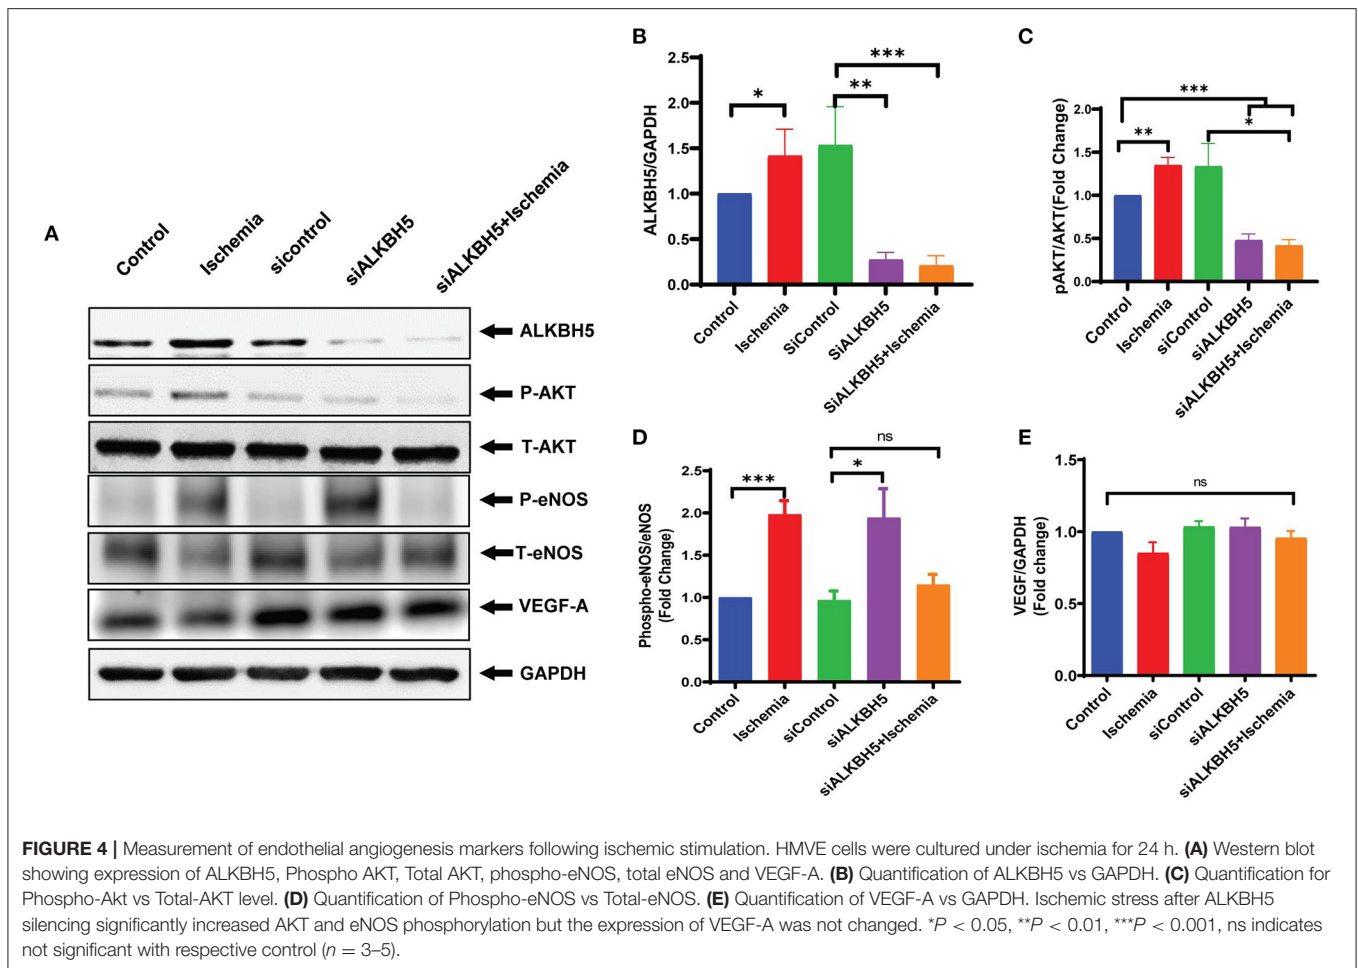 A
Control
Ischemia
sicontrol
siALKBH5
siALKBH5+Ischemia
ALKBH5
P-AKT
T-AKT
P-eNOS
T-eNOS
VEGF-A
GAPDH
B
ALKBH5/GAPDH
2.5
2.0
1.5
1.0
0.5
0.0
*
**
***
Control
Ischemia
SiControl
SiALKBH5
SiALKBH5+Ischemia
C
pAKT/AKT(Fold Change)
2.0
1.5
1.0
0.5
0.0
***
**
*
Control
Ischemia
siControl
siALKBH5
siALKBH5+Ischemia
D
Phospho-eNOS/eNOS
(Fold Change)
2.5
2.0
1.5
1.0
0.5
0.0
ns
***
*
Control
Ischemia
siControl
siALKBH5
siALKBH5+Ischemia
E
VEGF/GAPDH
(Fold change)
1.5
1.0
0.5
0.0
ns
Control
Ischemia
siControl
siALKBH5
siALKBH5+Ischemia
FIGURE 4 | Measurement of endothelial angiogenesis markers following ischemic stimulation. HMVE cells were cultured under ischemia for 24 h. (A) Western blot
showing expression of ALKBH5, Phospho AKT, Total AKT, phospho-eNOS, total eNOS and VEGF-A. (B) Quantification of ALKBH5 vs GAPDH. (C) Quantification for
Phospho-Akt vs Total-AKT level. (D) Quantification of Phospho-eNOS vs Total-eNOS. (E) Quantification of VEGF-A vs GAPDH. Ischemic stress after ALKBH5
silencing significantly increased AKT and eNOS phosphorylation but the expression of VEGF-A was not changed. *P < 0.05, **P < 0.01, ***P < 0.001, ns indicates
not significant with respective control (n = 3–5).